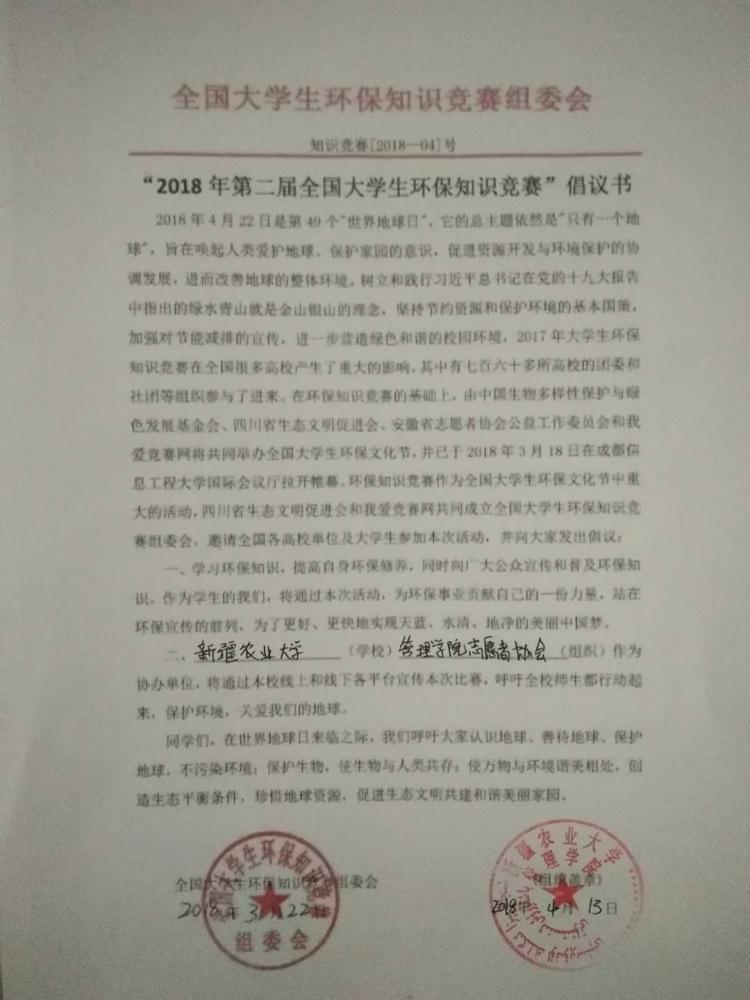 全国大学生环保知识竞赛组委会
知识竞赛[2018—04]号
“2018 年第二届全国大学生环保知识竞赛”倡议书
2018 年 4 月 22 日是第 49 个"世界地球日"，它的总主题依然是"只有一个地
球"，旨在唤起人类爱护地球、保护家园的意识，促进资源开发与环境保护的协
调发展，进而改善地球的整体环境。树立和践行习近平总书记在党的十九大报告
中指出的绿水青山就是金山银山的理念，坚持节约资源和保护环境的基本国策，
加强对节能减排的宣传，进一步营造绿色和谐的校园环境，2017 年大学生环保
知识竞赛在全国很多高校产生了重大的影响，其中有七百六十多所高校的团委和
社团等组织参与了进来。在环保知识竞赛的基础上，由中国生物多样性保护与绿
色发展基金会、四川省生态文明促进会、安徽省志愿者协会公益工作委员会和我
爱竞赛网将共同举办全国大学生环保文化节，并已于 2018 年 3 月 18 日在成都信
息工程大学国际会议厅拉开帷幕。环保知识竞赛作为全国大学生环保文化节中重
大的活动，四川省生态文明促进会和我爱竞赛网共同成立全国大学生环保知识竞
赛组委会，邀请全国各高校单位及大学生参加本次活动，并向大家发出倡议：
一、学习环保知识，提高自身环保修养，同时向广大公众宣传和普及环保知
识。作为学生的我们，将通过本次活动，为环保事业贡献自己的一份力量，站在
环保宣传的前列，为了更好、更快地实现天蓝、水清、地净的美丽中国梦。
二、新疆农业大学（学校）管理学院志愿者协会（组织）作为
协办单位，将通过本校线上和线下各平台宣传本次比赛，呼吁全校师生都行动起
来，保护环境，关爱我们的地球。
同学们，在世界地球日来临之际，我们呼吁大家认识地球、善待地球、保护
地球，不污染环境；保护生物，使生物与人类共存；使万物与环境谐美相处，创
造生态平衡条件，珍惜地球资源，促进生态文明共建和谐美丽家园。
全国大学生环保知识竞赛组委会
2018 年 3 月 22 日
全国大学生环保知识竞赛
组委会
（组织盖章）
2018 年 4 月 13 日
新疆农业大学
管理学院